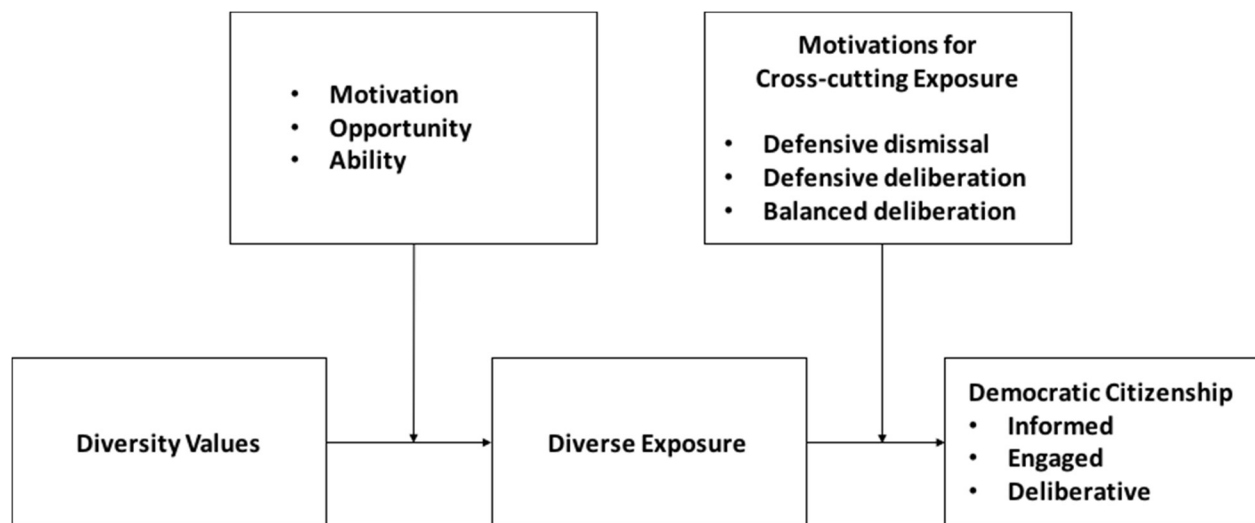 • Motivation
• Opportunity
• Ability
Motivations for
Cross-cutting Exposure
• Defensive dismissal
• Defensive deliberation
• Balanced deliberation
Diversity Values
Diverse Exposure
Democratic Citizenship
• Informed
• Engaged
• Deliberative